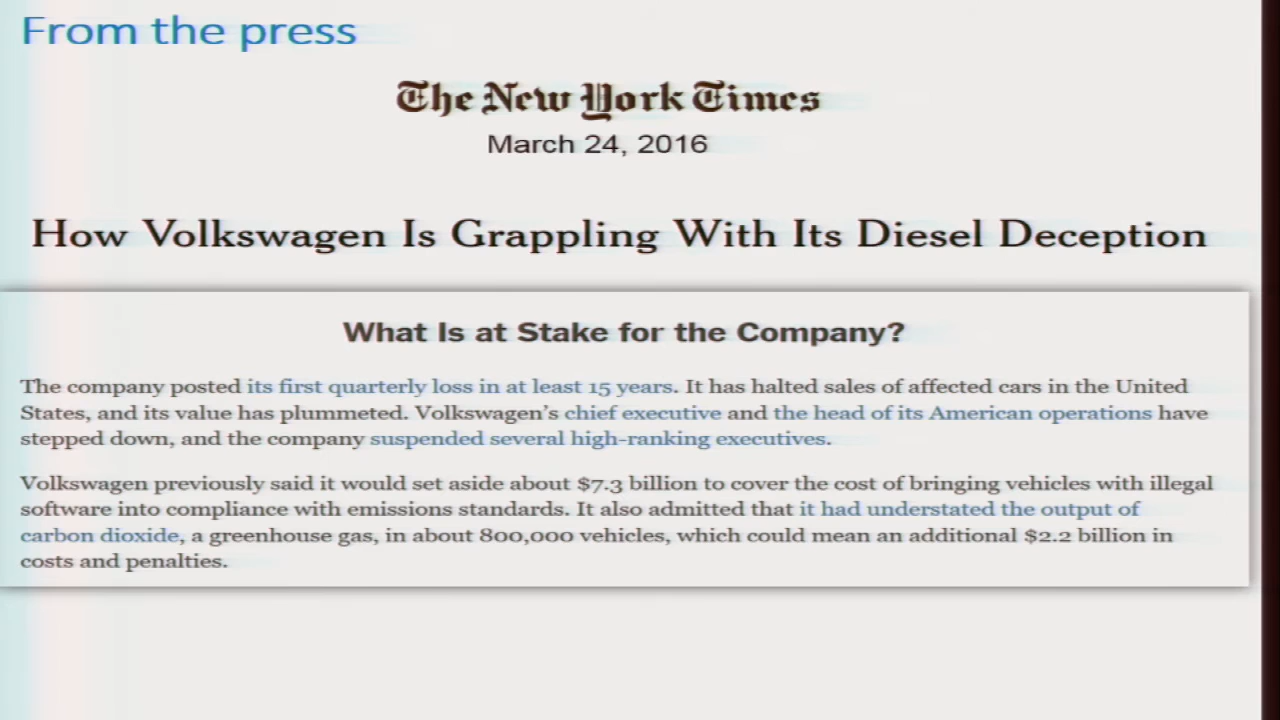 From the press
The New York Times
March 24, 2016
How Volkswagen Is Grappling With Its Diesel Deception
What Is at Stake for the Company?
The company posted its first quarterly loss in at least 15 years. It has halted sales of affected cars in the United
States, and its value has plummeted. Volkswagen’s chief executive and the head of its American operations have
stepped down, and the company suspended several high-ranking executives.
Volkswagen previously said it would set aside about $7.3 billion to cover the cost of bringing vehicles with illegal
software into compliance with emissions standards. It also admitted that it had understated the output of
carbon dioxide, a greenhouse gas, in about 800,000 vehicles, which could mean an additional $2.2 billion in
costs and penalties.